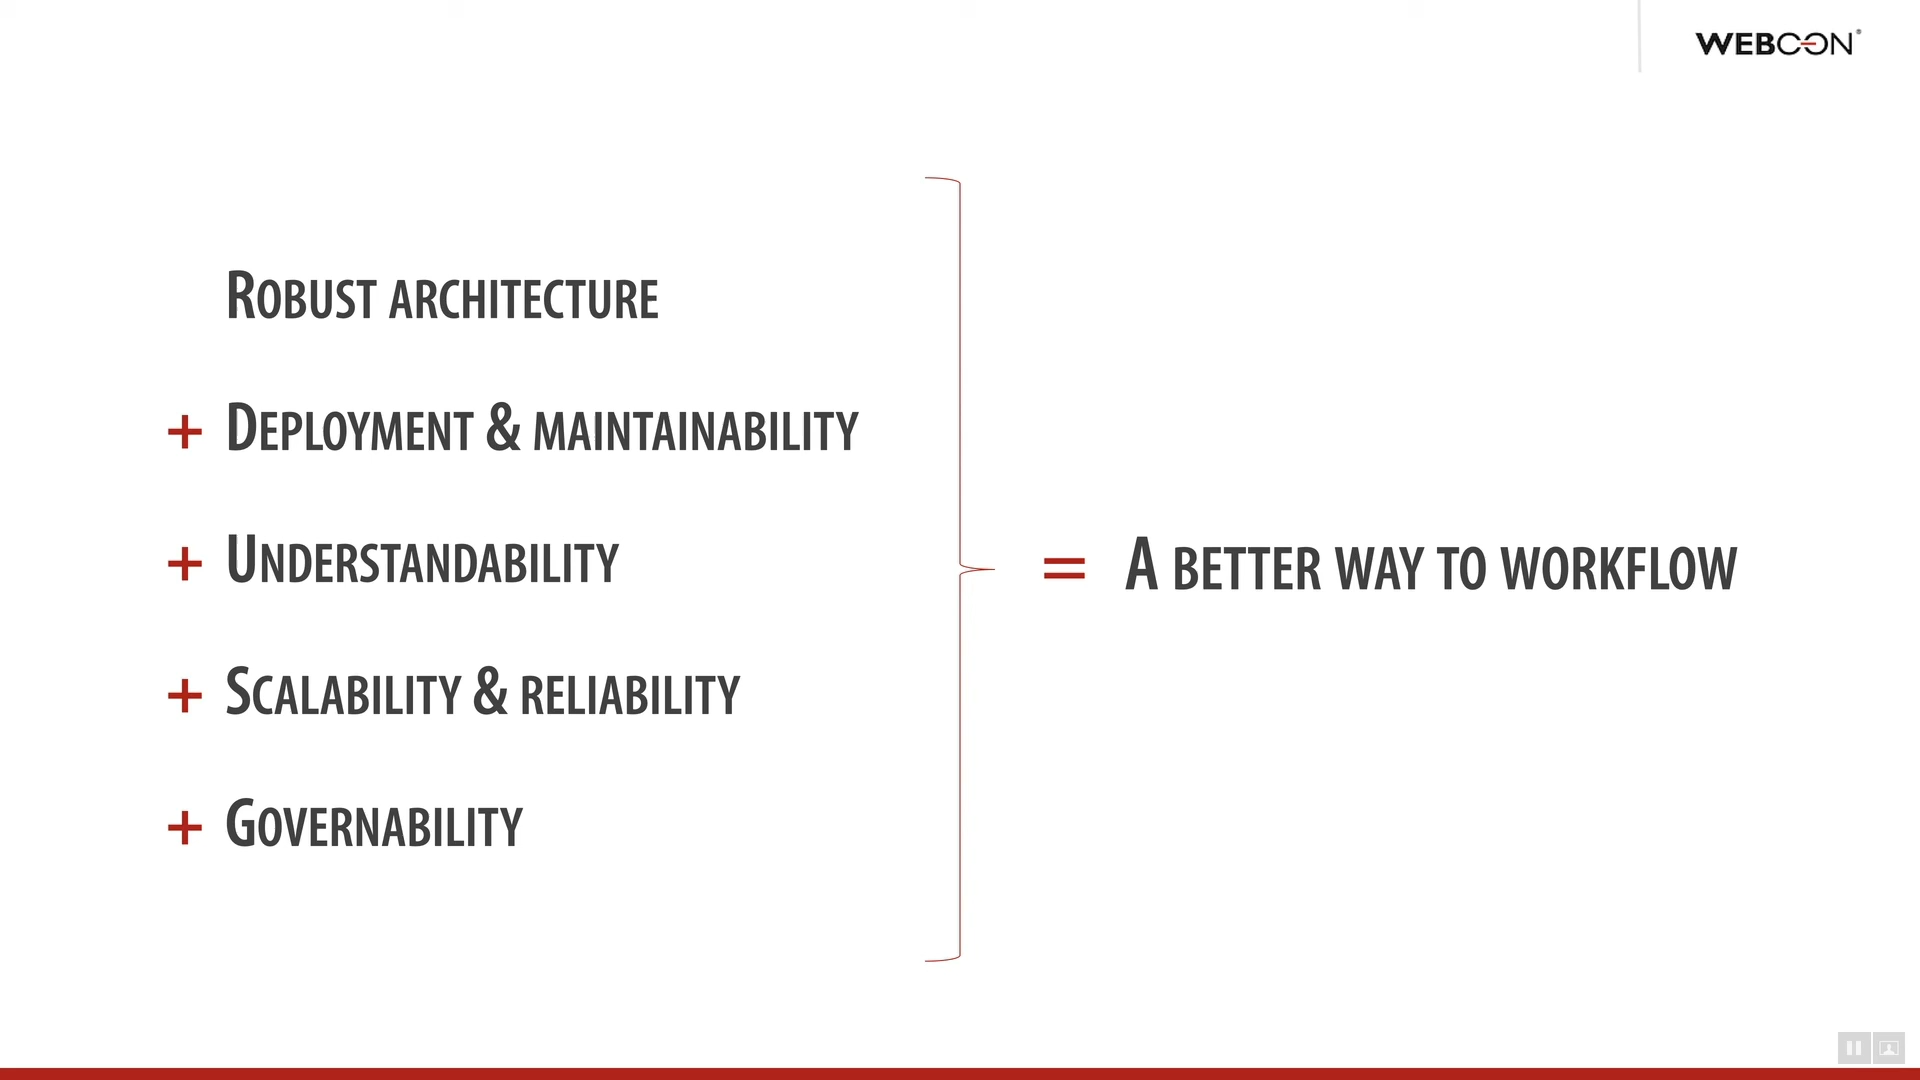 WEBCON®
ROBUST ARCHITECTURE
+ DEPLOYMENT & MAINTAINABILITY
+ UNDERSTANDABILITY
+ SCALABILITY & RELIABILITY
+ GOVERNABILITY
= A BETTER WAY TO WORKFLOW